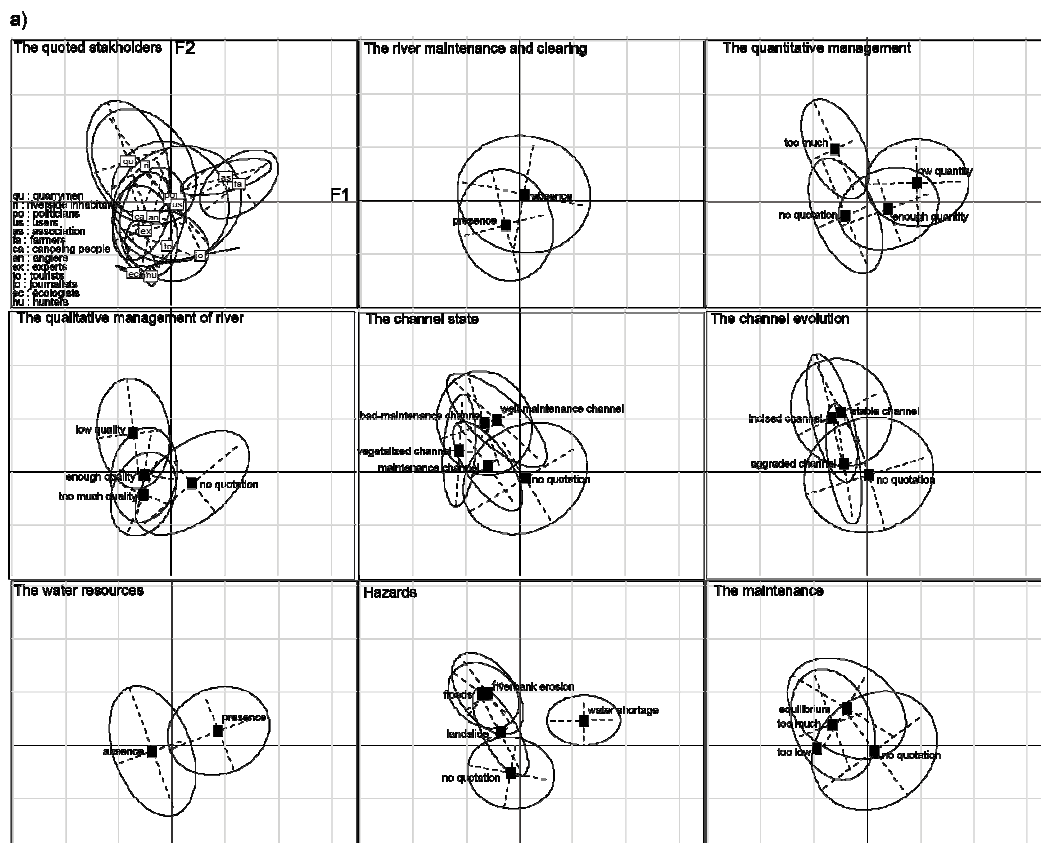 a)
The quoted stakholders
F2
qu
ri
as
fa
us
ca
an
ex
to
jo
ec
hu
F1
qu : quarrymen
ri : riverside inhabitants
po : politicians
us : users
as : association
fa : farmers
ca : canoeing people
an : anglers
ex : experts
to : tourists
jo : journalists
ec : écologists
hu : hunters
The river maintenance and clearing
absence
presence
The quantitative management
too much
low quantity
no quotation
enough quantity
The qualitative management of river
low quality
enough quality
too much quality
no quotation
The channel state
bad-maintenance channel
well-maintenance channel
vegetalized channel
maintenance channel
no quotation
The channel evolution
incised channel
stable channel
aggraded channel
no quotation
The water resources
presence
absence
Hazards
floods
riverbank erosion
water shortage
landslide
no quotation
The maintenance
equilibrium
too much
too low
no quotation